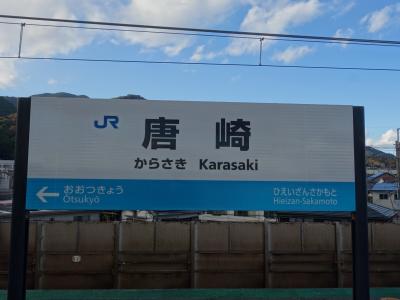 JR
唐崎
からさき Karasaki
← おおつきょう
Ōtsukyō
ひえいざんさかもと
Hieizan-Sakamoto